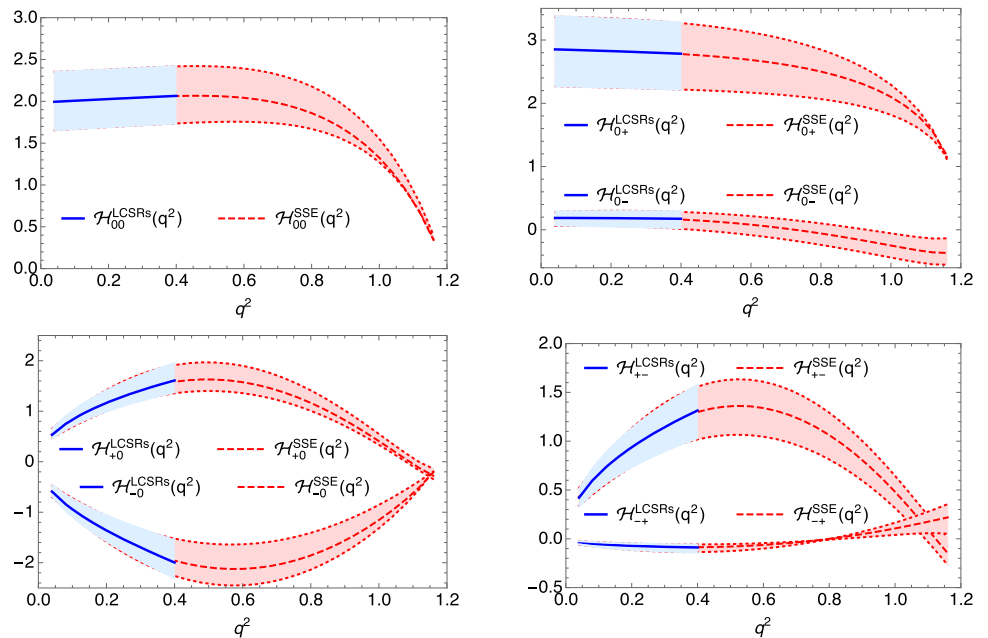 3.0
2.5
2.0
1.5
1.0
0.5
0.0
ℋ₀₀^LCSRs(q²) ℋ₀₀^SSE(q²)
0.0 0.2 0.4 0.6 0.8 1.0 1.2
q²
3
2
1
0
ℋ₀₊^LCSRs(q²) ℋ₀₊^SSE(q²)
ℋ₀₋^LCSRs(q²) ℋ₀₋^SSE(q²)
0.0 0.2 0.4 0.6 0.8 1.0 1.2
q²
2
1
0
-1
-2
ℋ₊₀^LCSRs(q²) ℋ₊₀^SSE(q²)
ℋ₋₀^LCSRs(q²) ℋ₋₀^SSE(q²)
0.0 0.2 0.4 0.6 0.8 1.0 1.2
q²
2.0
1.5
1.0
0.5
0.0
-0.5
ℋ₊₋^LCSRs(q²) ℋ₊₋^SSE(q²)
ℋ₋₊^LCSRs(q²) ℋ₋₊^SSE(q²)
0.0 0.2 0.4 0.6 0.8 1.0 1.2
q²